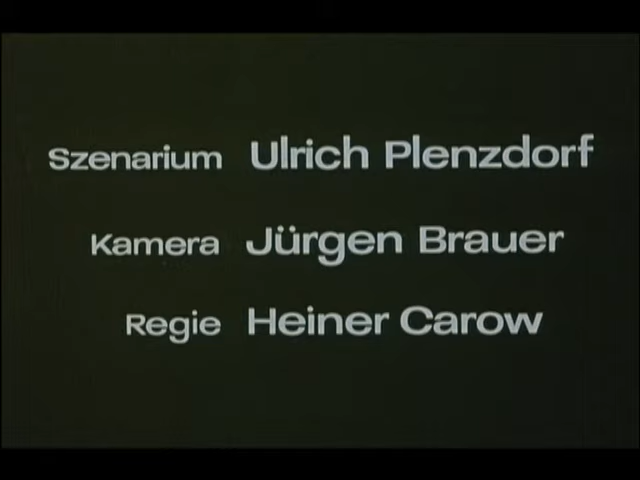 Szenarium Ulrich Plenzdorf
Kamera Jürgen Brauer
Regie Heiner Carow